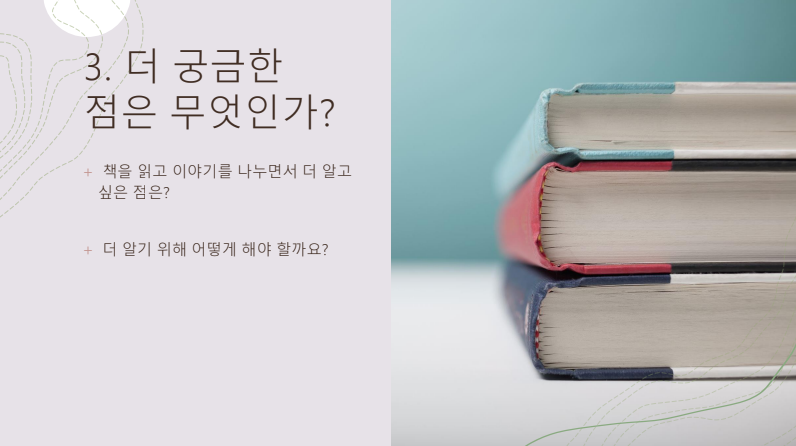 3. 더 궁금한
점은 무엇인가?
+ 책을 읽고 이야기를 나누면서 더 알고
싶은 점은?
+ 더 알기 위해 어떻게 해야 할까요?